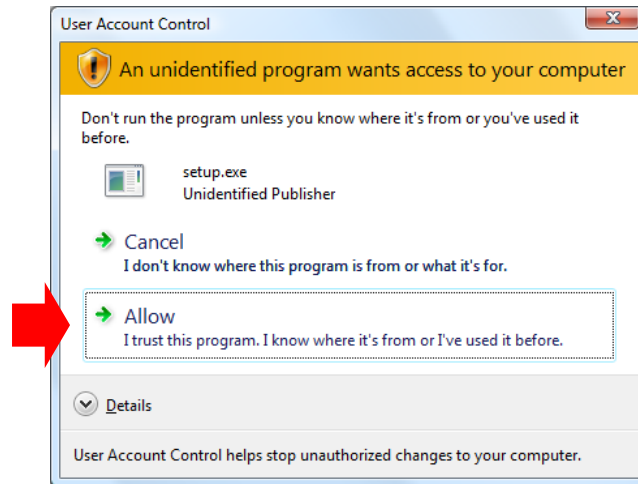 User Account Control
An unidentified program wants access to your computer
Don't run the program unless you know where it's from or you've used it
before.
setup.exe
Unidentified Publisher
Cancel
I don't know where this program is from or what it's for.
Allow
I trust this program. I know where it's from or I've used it before.
Details
User Account Control helps stop unauthorized changes to your computer.